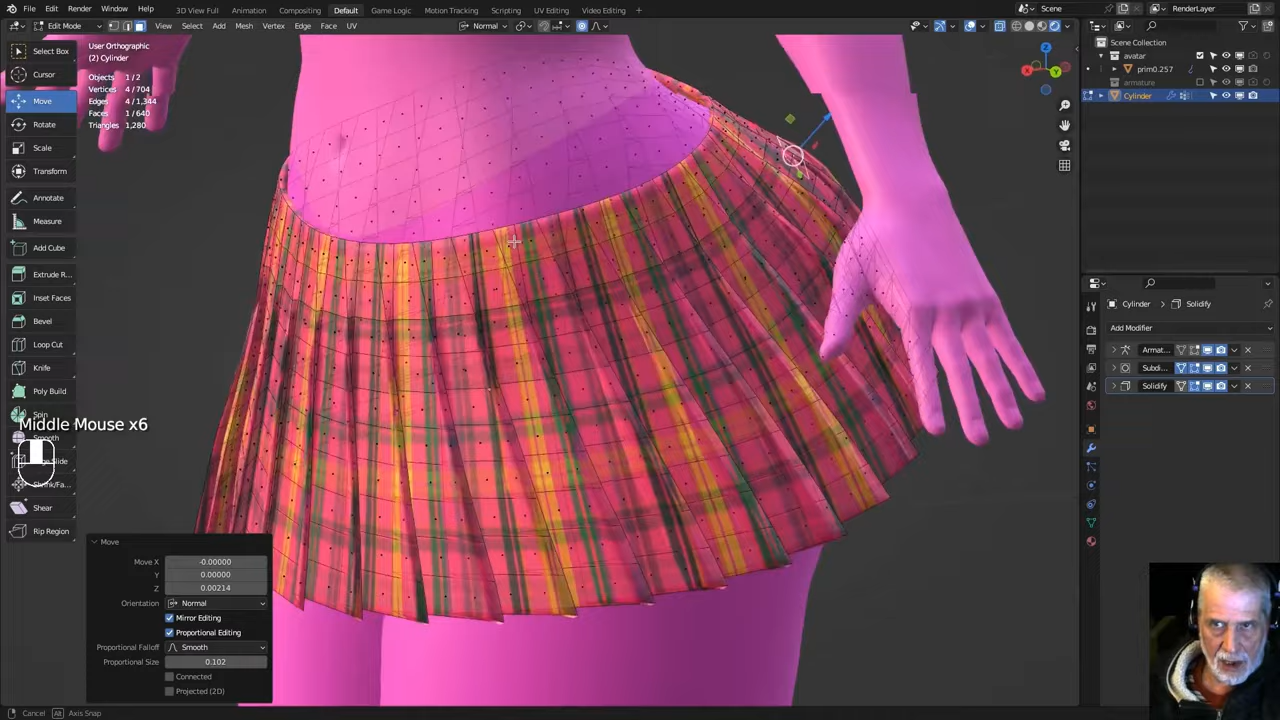 File Edit Render Window Help 3D View Full Animation Compositing Default Game Logic Motion Tracking Scripting UV Editing Video Editing + Scene RenderLayer
Edit Mode View Select Add Mesh Vertex Edge Face UV Normal
User Orthographic
(2) Cylinder
Objects 1/2
Vertices 4/704
Edges 4/1,344
Faces 1/640
Triangles 1,280
Select Box
Cursor
Move
Rotate
Scale
Transform
Annotate
Measure
Add Cube
Extrude R...
Inset Faces
Bevel
Loop Cut
Knife
Poly Build
Spin
Smooth
Shrink/Fa...
Shear
Rip Region
Middle Mouse x6
Move
Move X -0.00000
Y 0.00000
Z 0.00214
Orientation Normal
Mirror Editing
Proportional Editing
Proportional Falloff Smooth
Proportional Size 0.102
Connected
Projected (2D)
Cancel Alt Axis Snap
X Y Z
Scene Collection
avatar
prim0.257
armature
Cylinder
Cylinder > Solidify
Add Modifier
Armat...
Subdi...
Solidify